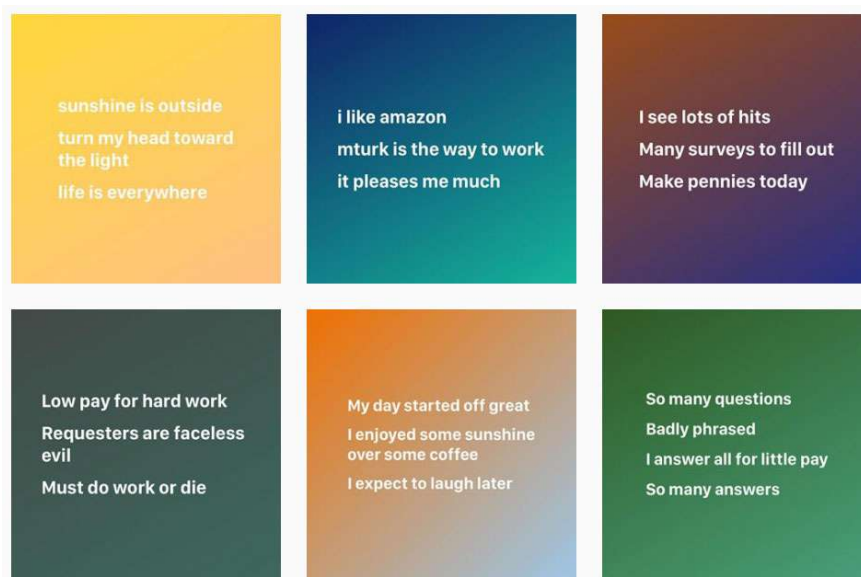 sunshine is outside
turn my head toward
the light
life is everywhere
i like amazon
mturk is the way to work
it pleases me much
I see lots of hits
Many surveys to fill out
Make pennies today
Low pay for hard work
Requesters are faceless
evil
Must do work or die
My day started off great
I enjoyed some sunshine
over some coffee
I expect to laugh later
So many questions
Badly phrased
I answer all for little pay
So many answers